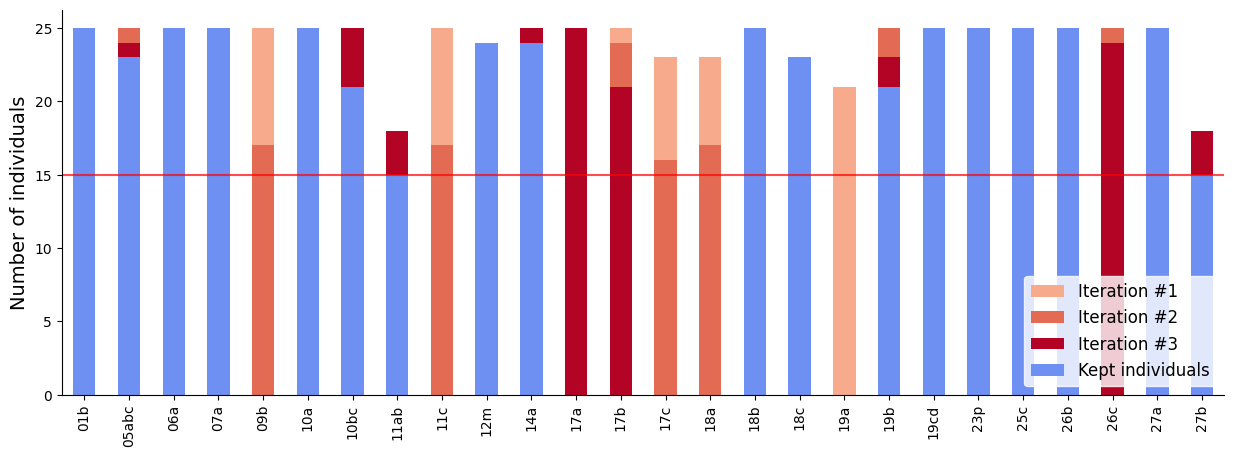 Number of individuals
25
20
15
10
5
0
Iteration #1
Iteration #2
Iteration #3
Kept individuals
01b
05abc
06a
07a
09b
10a
10bc
11ab
11c
12m
14a
17a
17b
17c
18a
18b
18c
19a
19b
19cd
23p
25c
26b
26c
27a
27b